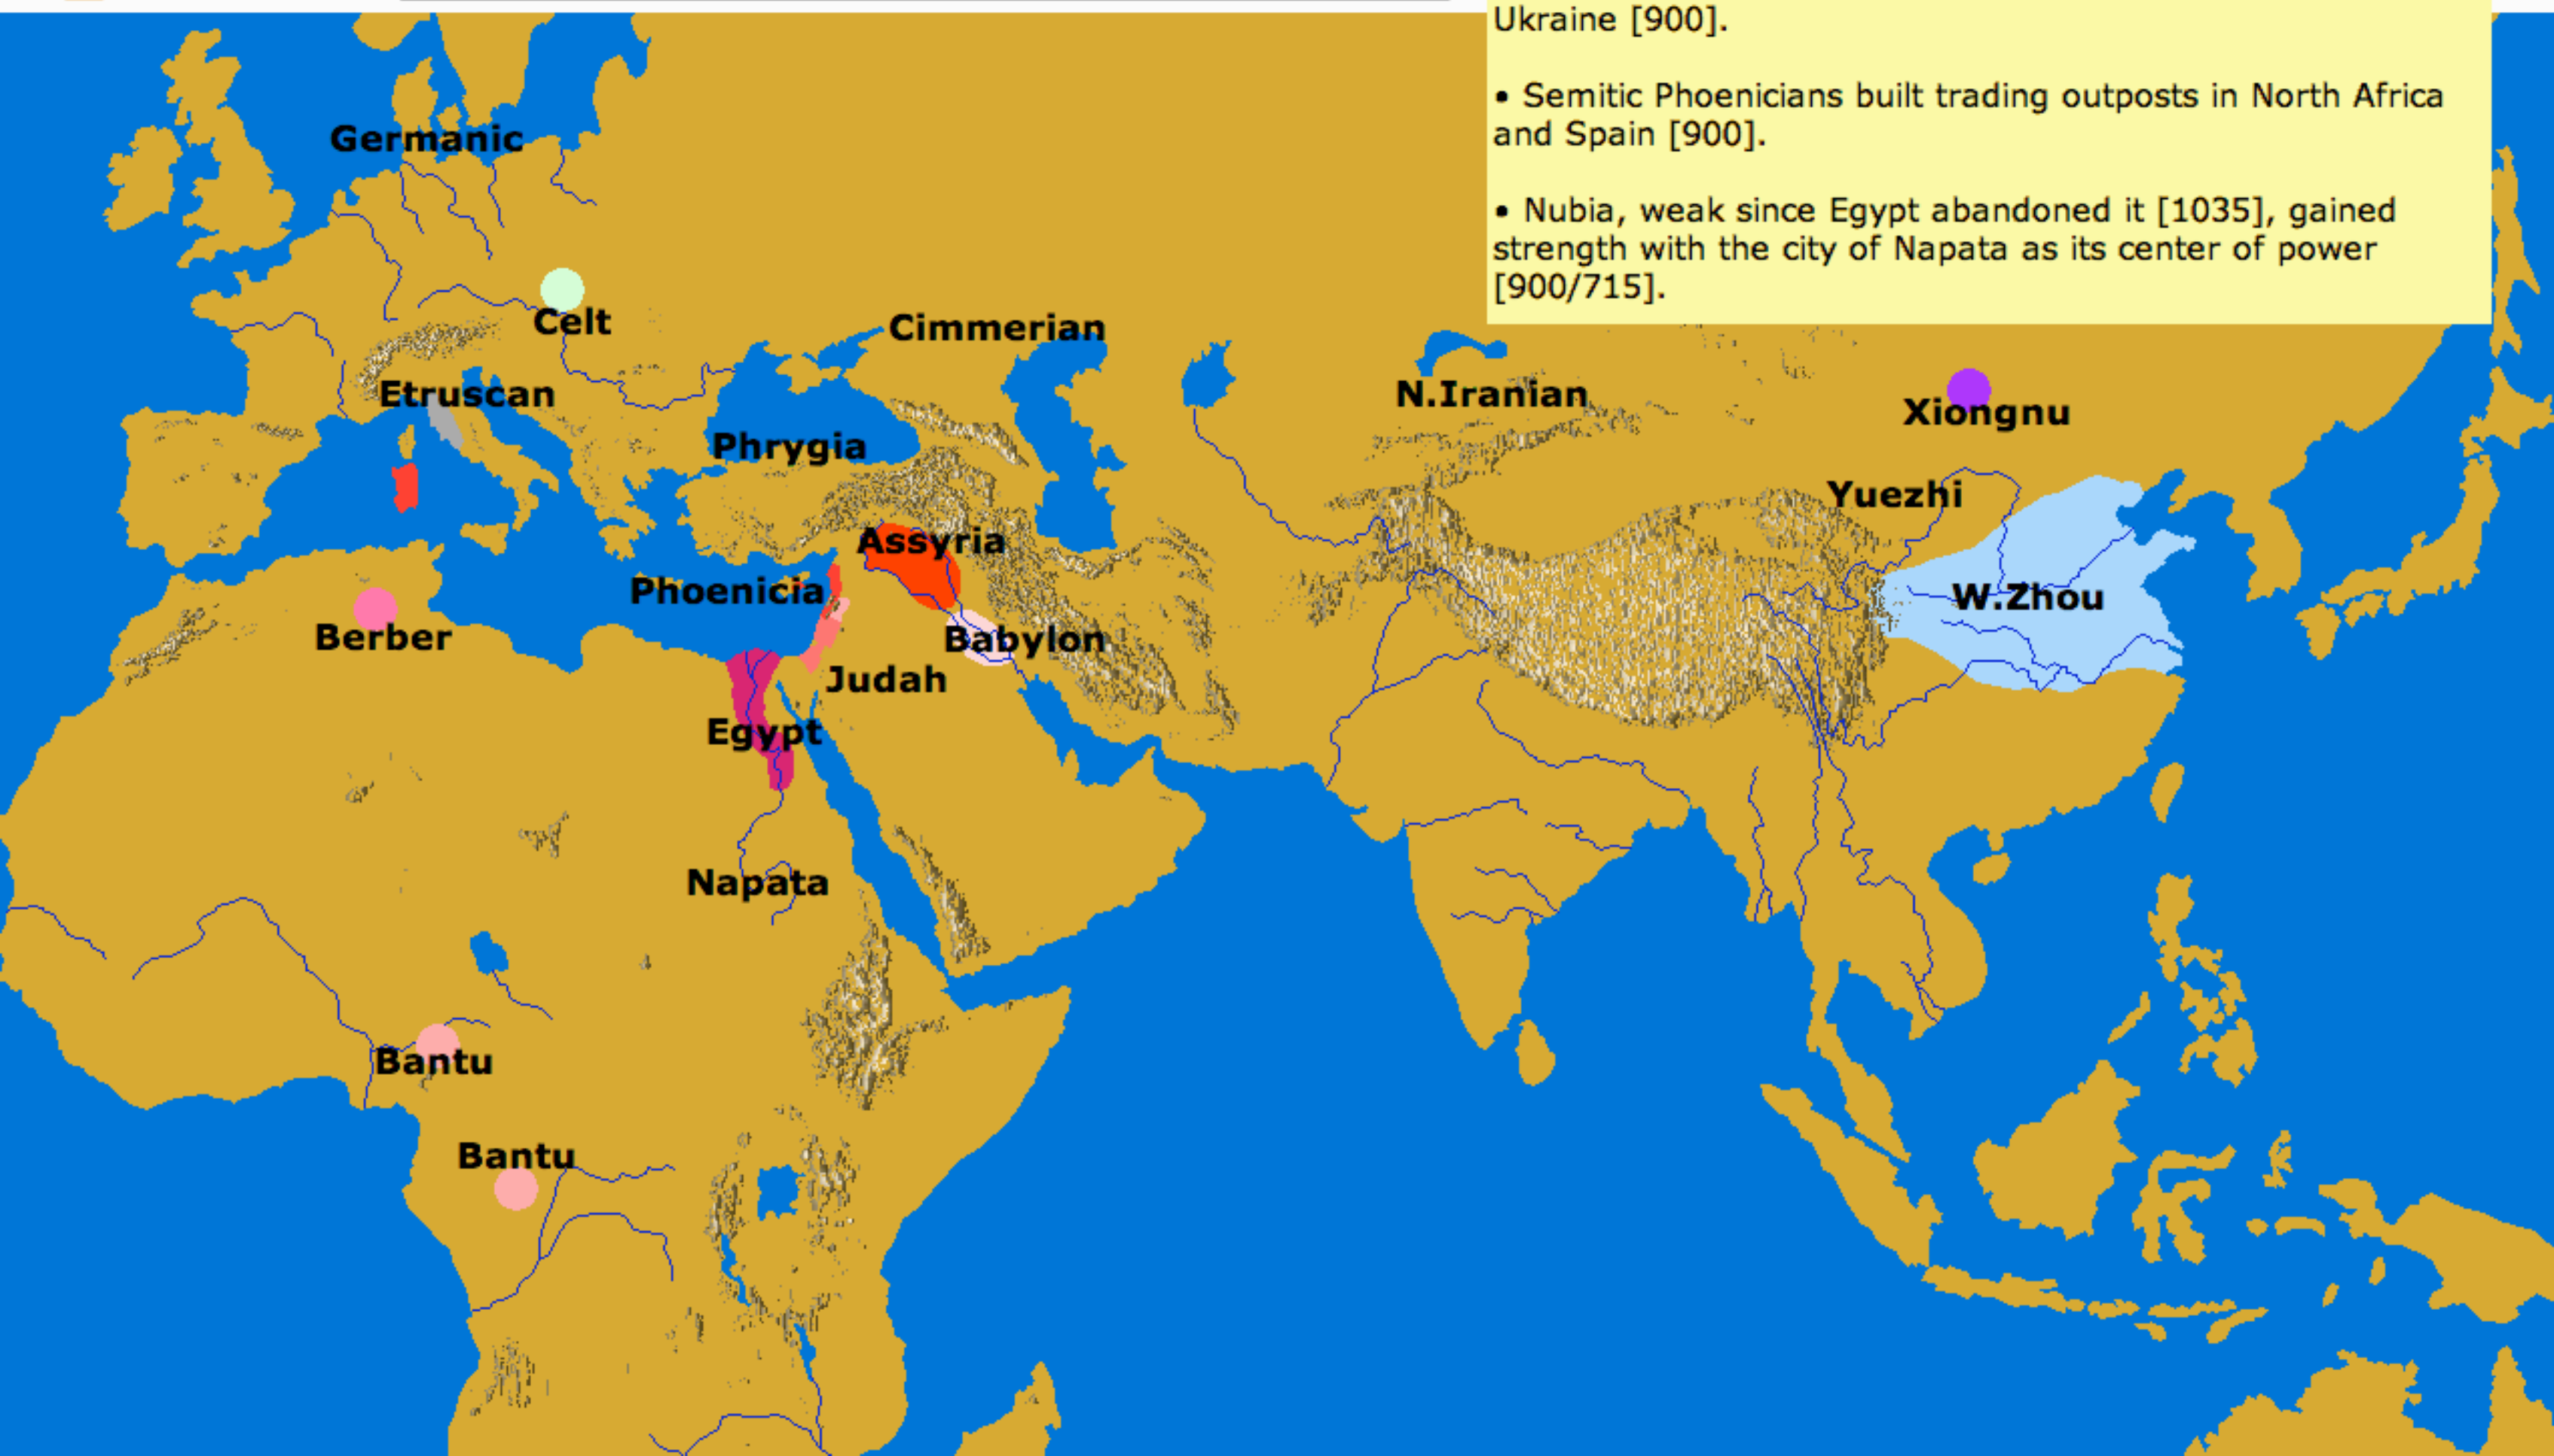 Ukraine [900].
• Semitic Phoenicians built trading outposts in North Africa
and Spain [900].
• Nubia, weak since Egypt abandoned it [1035], gained
strength with the city of Napata as its center of power
[900/715].
Germanic
Celt
Cimmerian
Etruscan
N.Iranian
Xiongnu
Phrygia
Yuezhi
Assyria
Phoenicia
W.Zhou
Berber
Babylon
Judah
Egypt
Napata
Bantu
Bantu